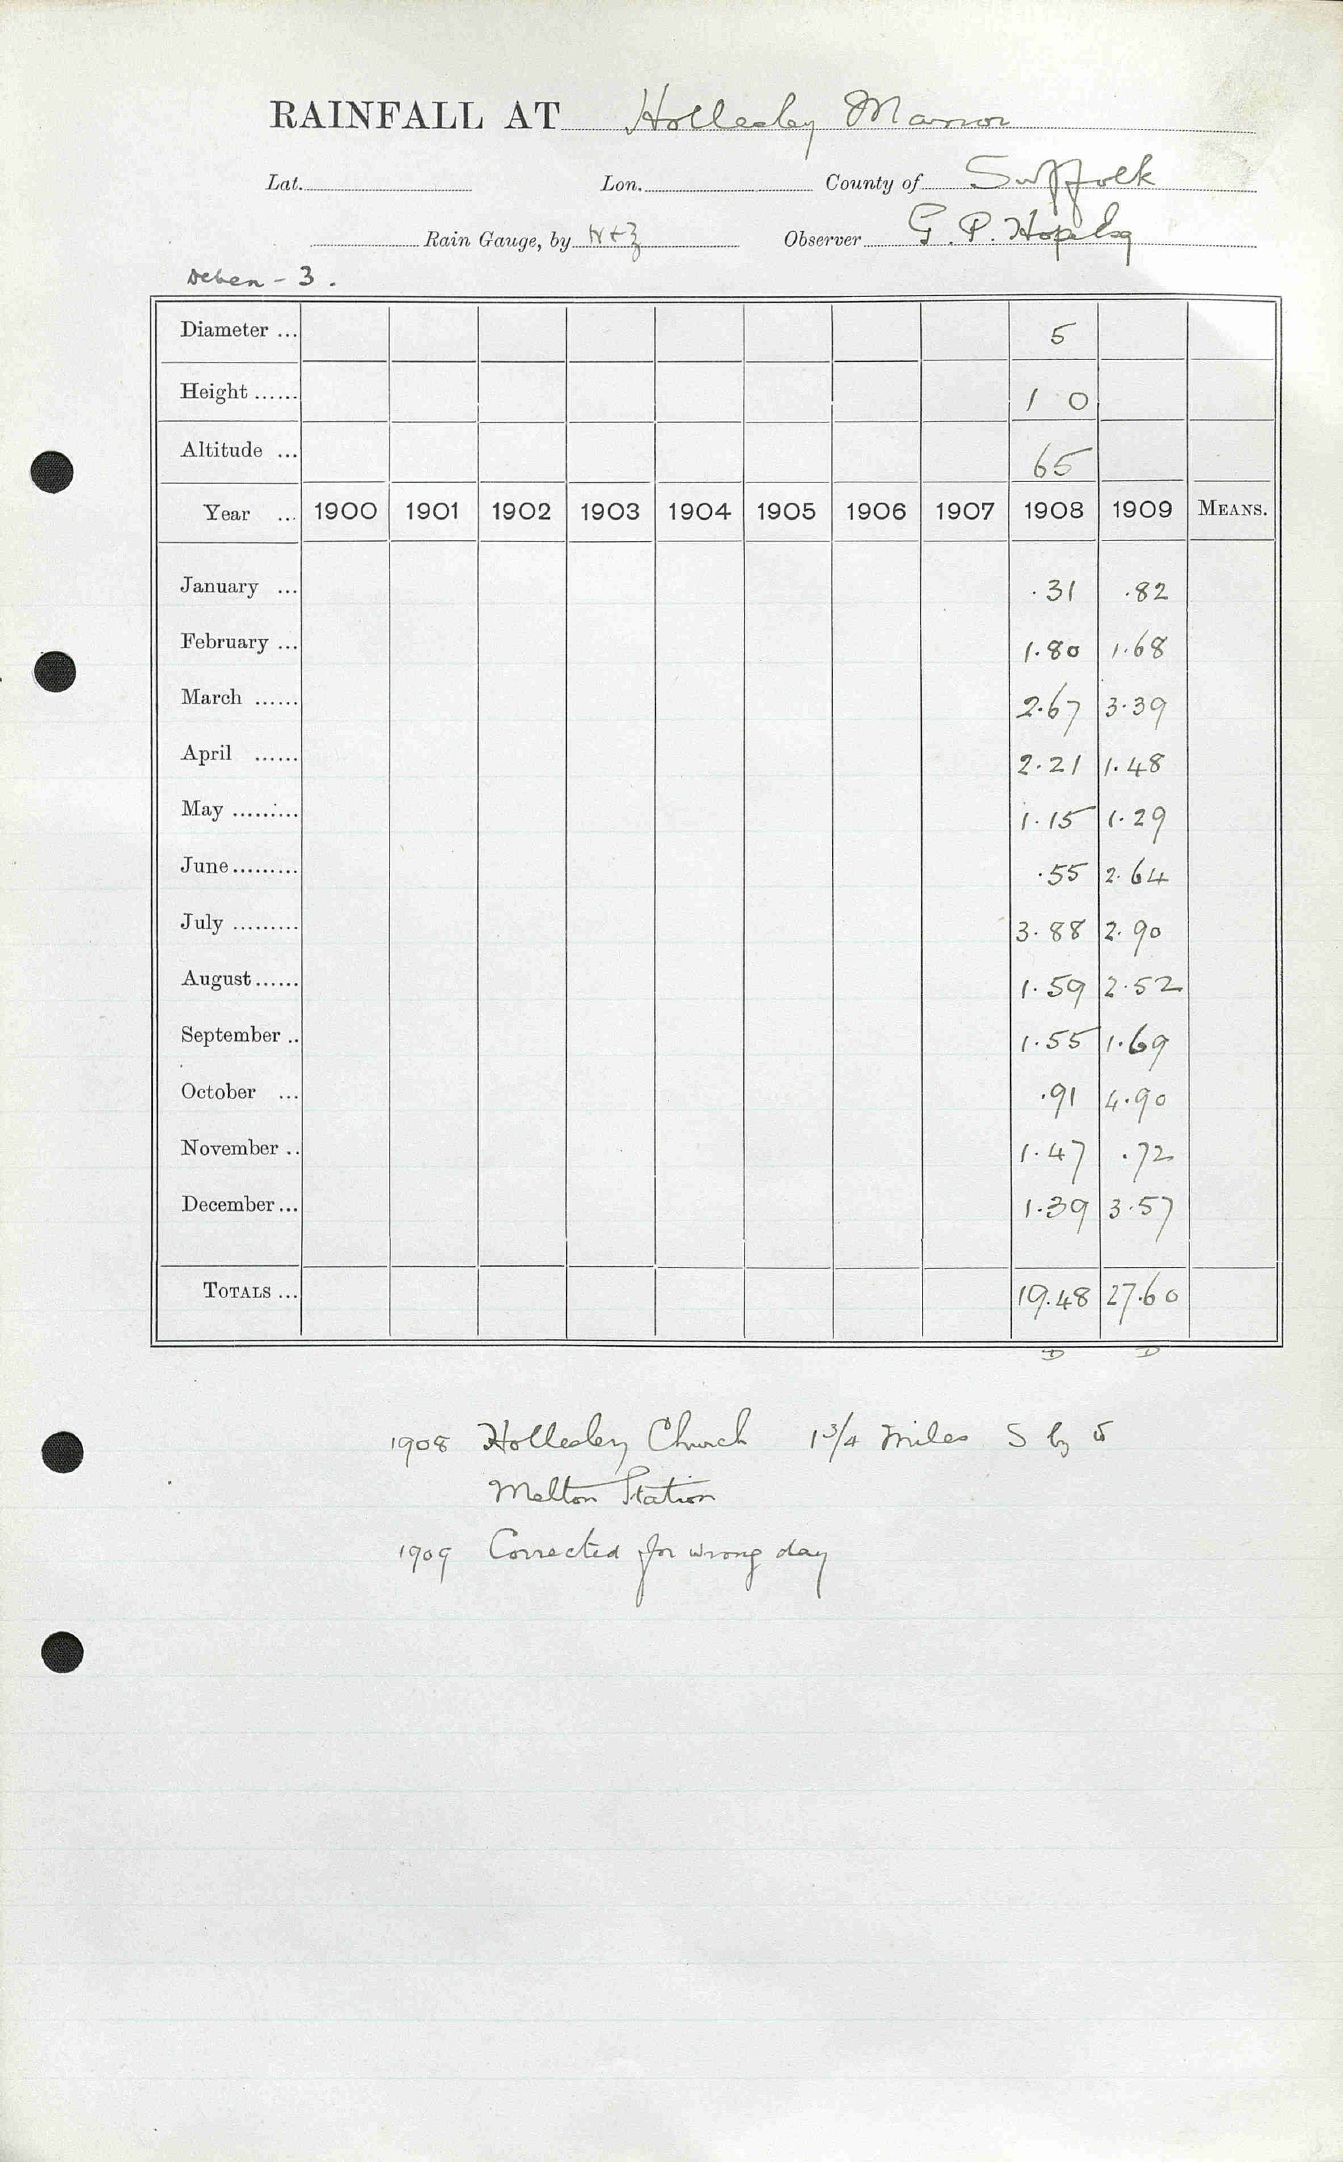 RAINFALL AT Hollesley Manor
Lat. Lon. County of Suffolk
Rain Gauge, by N+Z Observer G. P. Hope Esq
Deben - 3.
Diameter ... 5
Height ...... 1 0
Altitude ... 65
Year ... 1900 1901 1902 1903 1904 1905 1906 1907 1908 1909 MEANS.
January ... .31 .82
February ... 1.80 1.68
March ...... 2.67 3.39
April ...... 2.21 1.48
May ......... 1.15 1.29
June ......... .55 2.64
July ......... 3.88 2.90
August ...... 1.59 2.52
September .. 1.55 1.69
October ... .91 4.90
November .. 1.47 .72
December ... 1.39 3.57
TOTALS ... 19.48 27.60
D D
1908 Hollesley Church 1 3/4 miles S by
Melton Station
1909 Corrected for wrong day